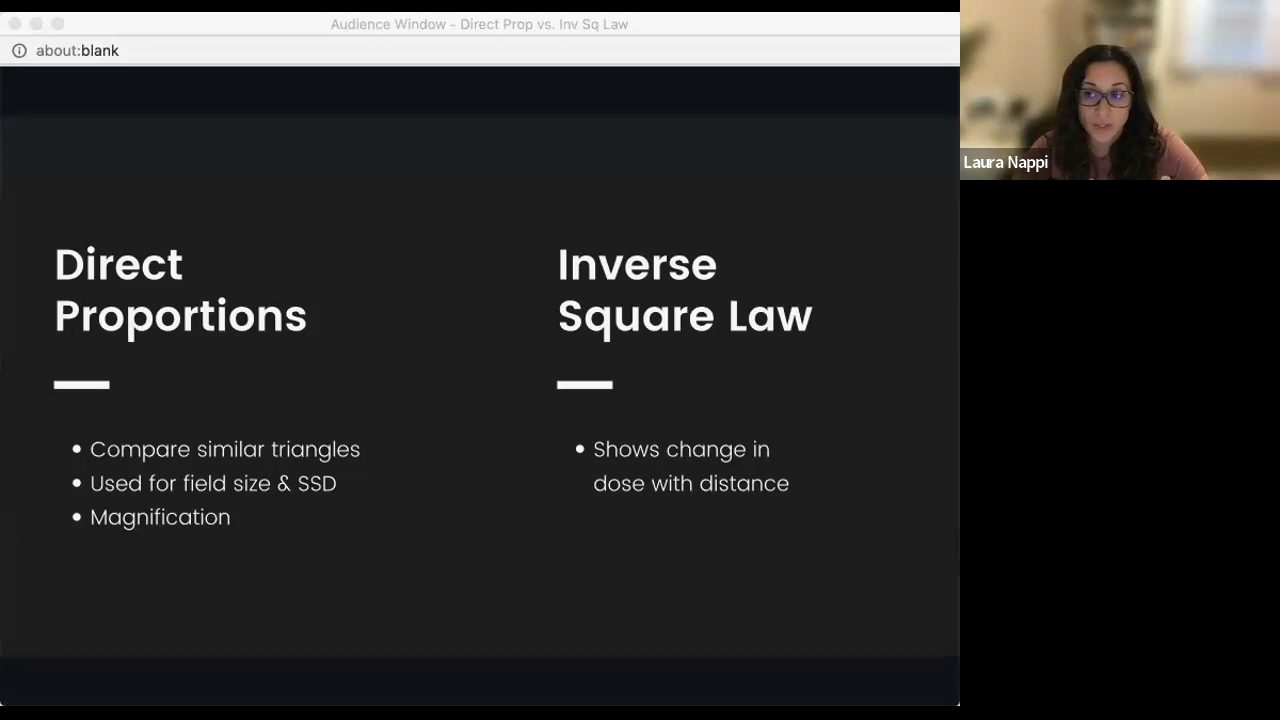 Audience Window - Direct Prop vs. Inv Sq Law
about:blank
Direct
Proportions
• Compare similar triangles
• Used for field size & SSD
• Magnification
Inverse
Square Law
• Shows change in
dose with distance
Laura Nappi